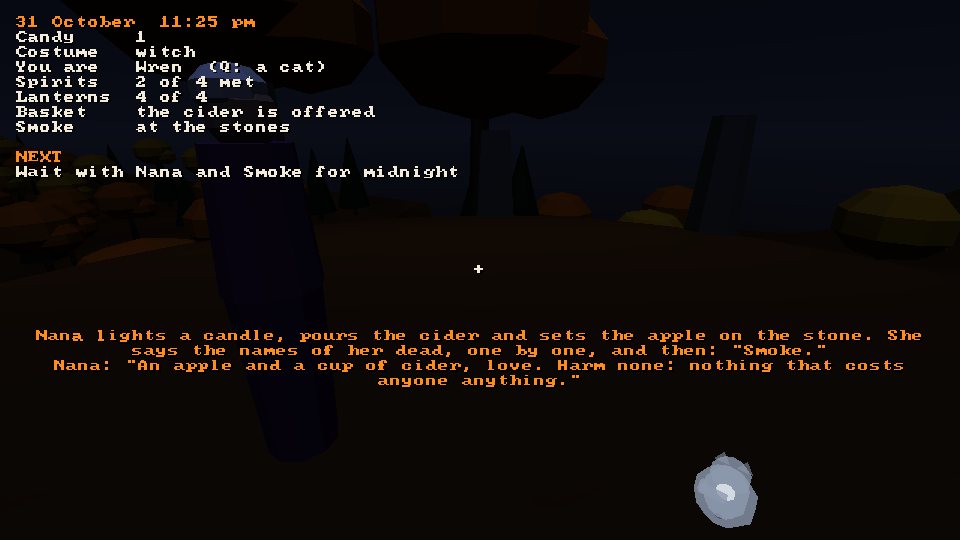 31 October 11:25 pm
Candy 1
Costume witch
You are Wren (Q: a cat)
Spirits 2 of 4 met
Lanterns 4 of 4
Basket the cider is offered
Smoke at the stones
NEXT
Wait with Nana and Smoke for midnight
+
Nana lights a candle, pours the cider and sets the apple on the stone. She
says the names of her dead, one by one, and then: "Smoke."
Nana: "An apple and a cup of cider, love. Harm none: nothing that costs
anyone anything."